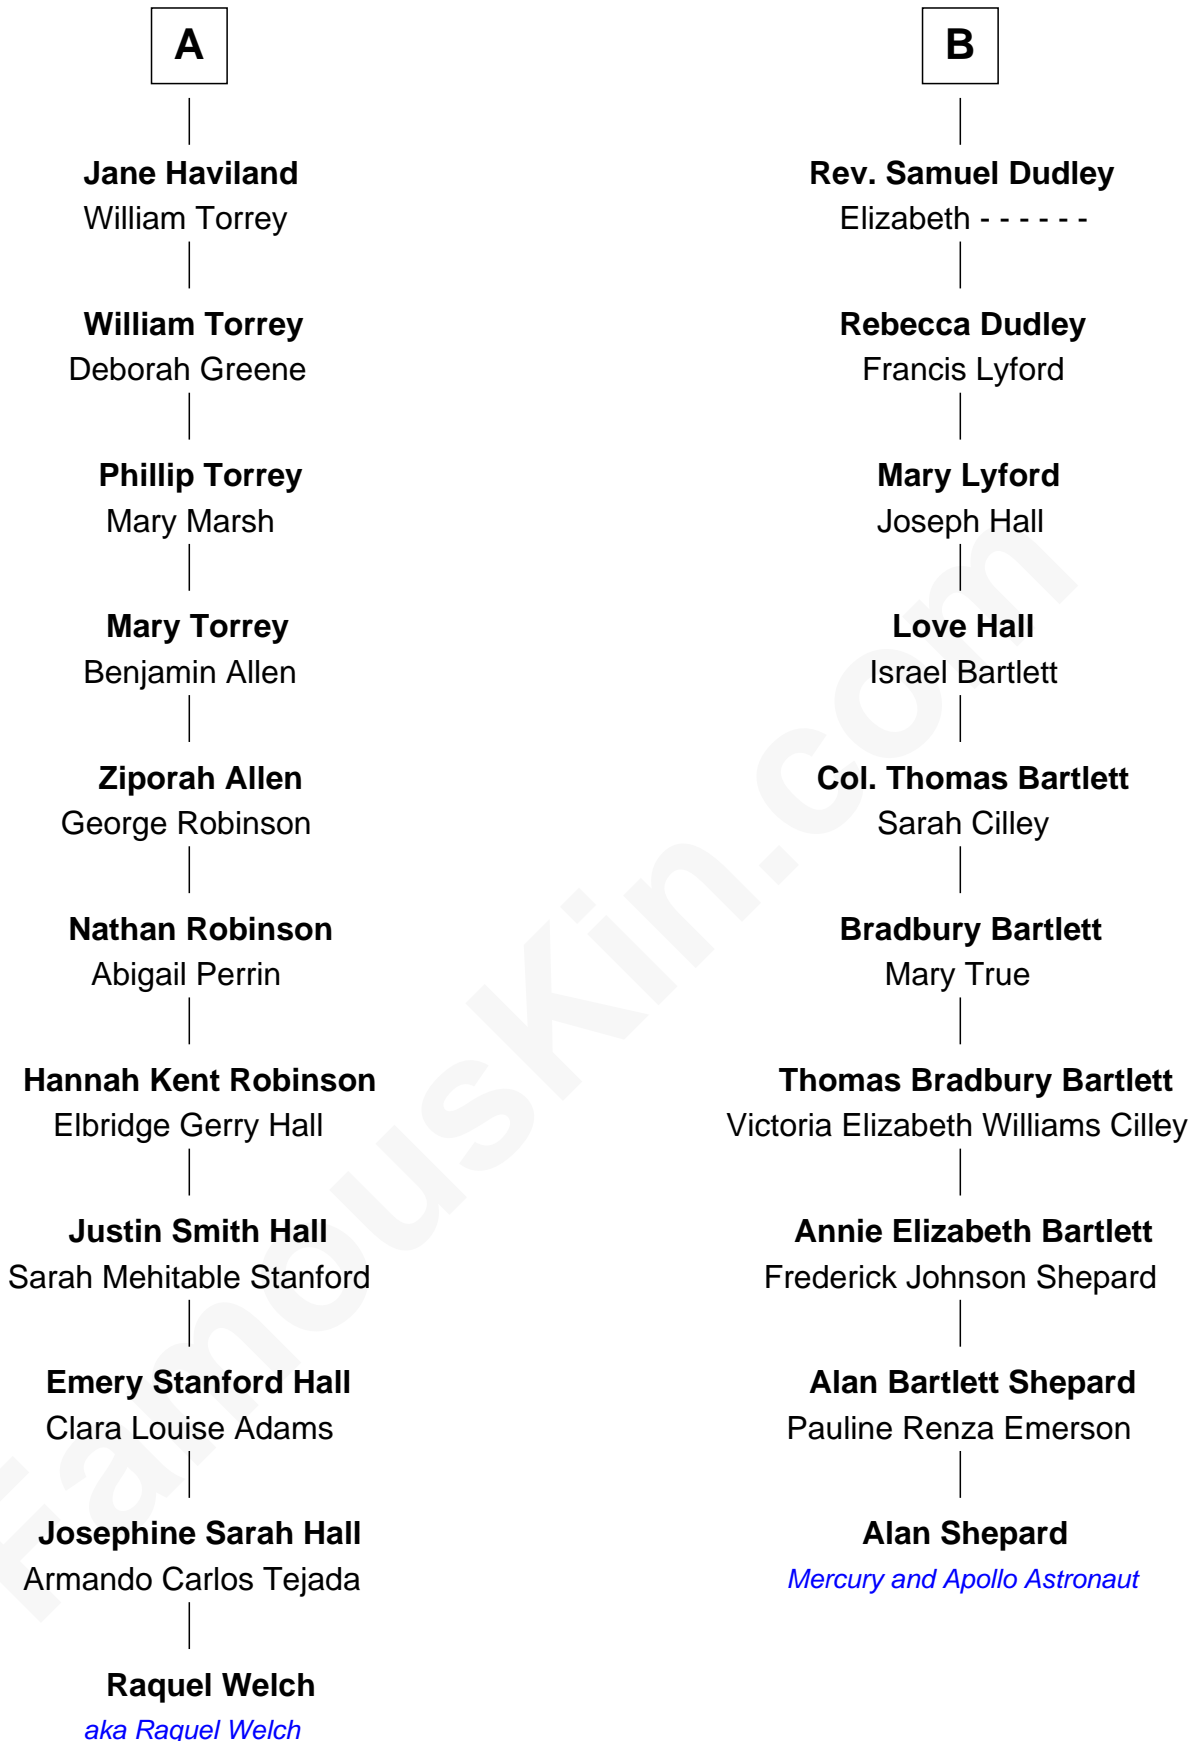 A
Jane Haviland
William Torrey
William Torrey
Deborah Greene
Phillip Torrey
Mary Marsh
Mary Torrey
Benjamin Allen
Ziporah Allen
George Robinson
Nathan Robinson
Abigail Perrin
Hannah Kent Robinson
Elbridge Gerry Hall
Justin Smith Hall
Sarah Mehitable Stanford
Emery Stanford Hall
Clara Louise Adams
Josephine Sarah Hall
Armando Carlos Tejada
Raquel Welch
aka Raquel Welch
B
Rev. Samuel Dudley
Elizabeth - - - - - -
Rebecca Dudley
Francis Lyford
Mary Lyford
Joseph Hall
Love Hall
Israel Bartlett
Col. Thomas Bartlett
Sarah Cilley
Bradbury Bartlett
Mary True
Thomas Bradbury Bartlett
Victoria Elizabeth Williams Cilley
Annie Elizabeth Bartlett
Frederick Johnson Shepard
Alan Bartlett Shepard
Pauline Renza Emerson
Alan Shepard
Mercury and Apollo Astronaut
FamousKin.com